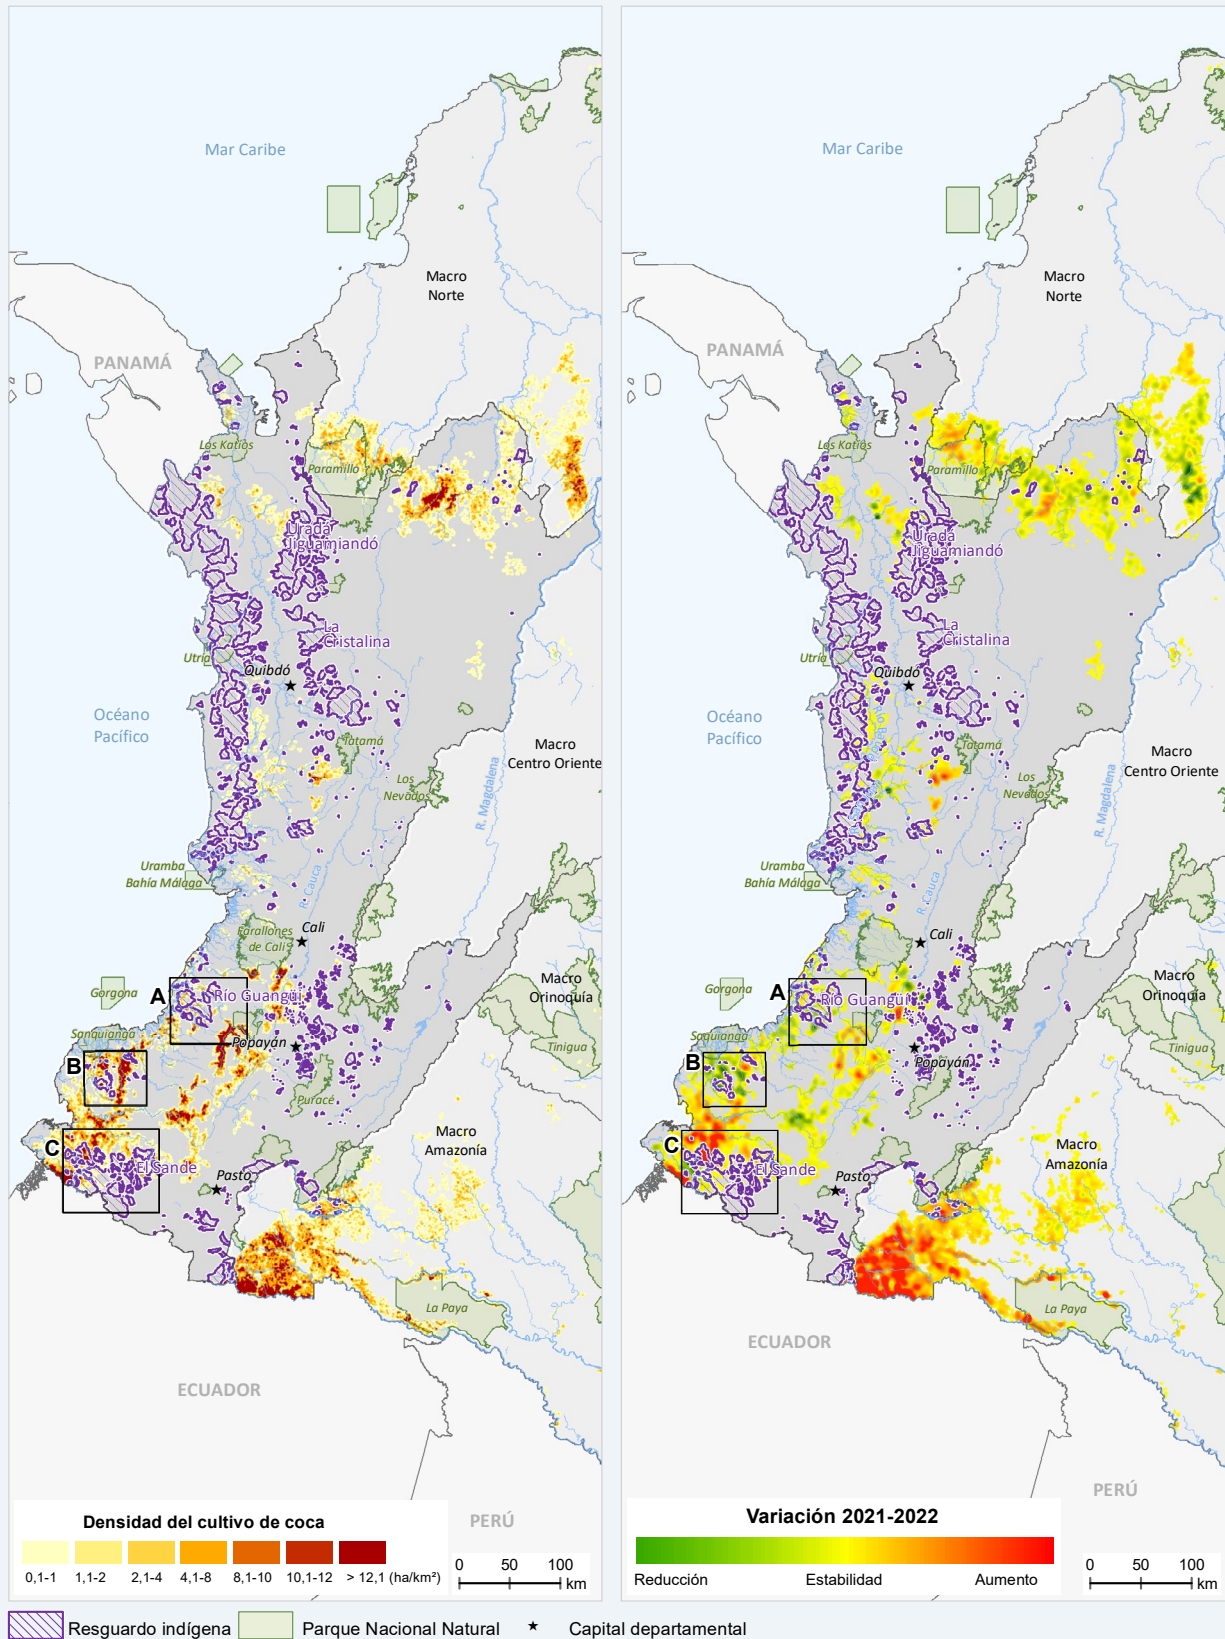 Mar Caribe
Macro
Norte
PANAMÁ
Los Katíos
Paramillo
Urada
Jiguamiandó
La
Cristalina
Utría
Quibdó
Océano
Pacífico
Tatamá
Macro
Centro Oriente
Los
Nevados
R. Magdalena
Uramba
Bahía Málaga
R. Cauca
Cali
Farallones
de Cali
Macro
Orinoquía
Gorgona
A
Río Guangüí
Sanquianga
Popayán
Tinigua
B
Puracé
C
Macro
Amazonía
El Sande
Pasto
La Paya
ECUADOR
PERÚ
Densidad del cultivo de coca
0,1-1 1,1-2 2,1-4 4,1-8 8,1-10 10,1-12 > 12,1 (ha/km²)
0 50 100
km
Mar Caribe
Macro
Norte
PANAMÁ
Los Katíos
Paramillo
Urada
Jiguamiandó
La
Cristalina
Utría
Quibdó
Océano
Pacífico
Tatamá
Macro
Centro Oriente
Los
Nevados
R. Magdalena
Uramba
Bahía Málaga
R. Cauca
Cali
Farallones
de Cali
Macro
Orinoquía
Gorgona
A
Río Guangüí
Saquianga
Popayán
Tinigua
B
Puracé
C
Macro
Amazonía
El Sande
Pasto
La Paya
ECUADOR
PERÚ
Variación 2021-2022
Reducción Estabilidad Aumento
0 50 100
km
Resguardo indígena Parque Nacional Natural Capital departamental